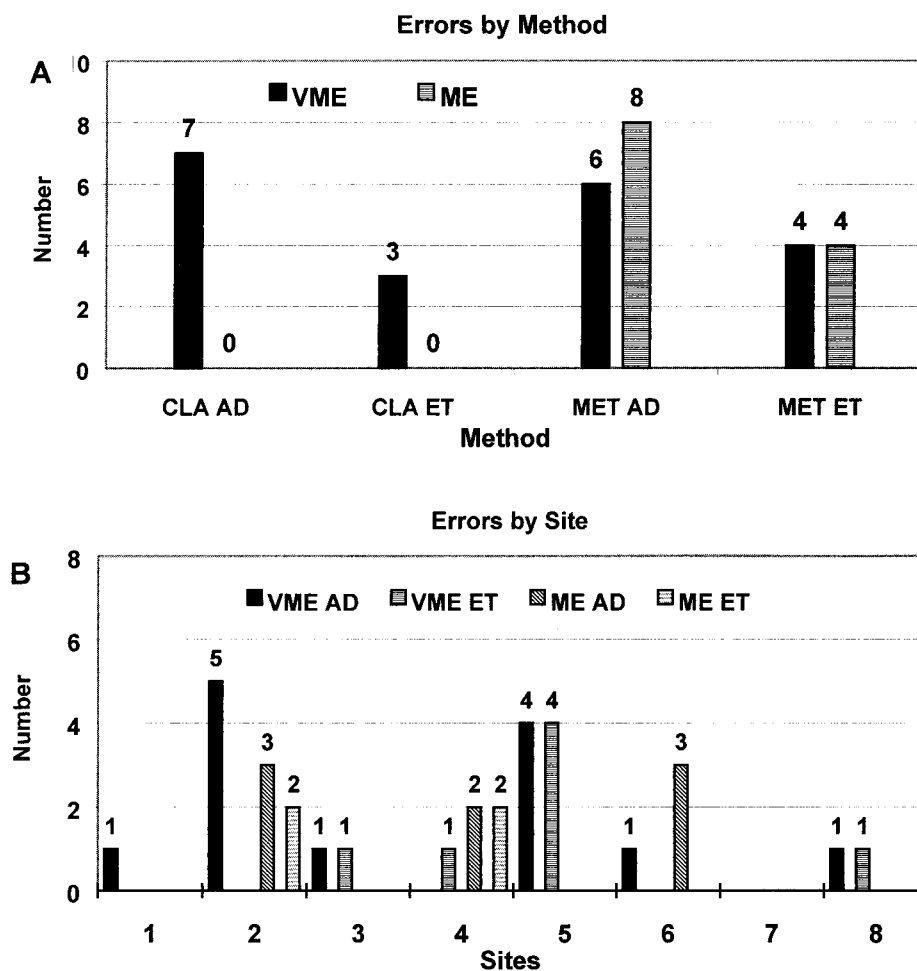 Errors by Method
A
0
VME ME
8
8
7
6
6
Number
4
4 4
3
2
0 0
0
CLA AD CLA ET MET AD MET ET
Method
Errors by Site
B
8
VME AD VME ET ME AD ME ET
6
5
Number
4
4 4
3 3
2
2 2 2
1 1 1 1 1 1 1
0
1 2 3 4 5 6 7 8
Sites